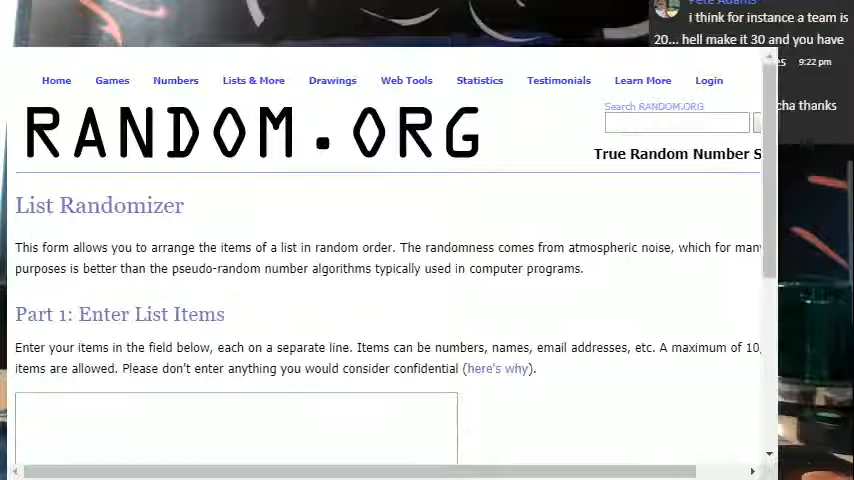 Pete Adams
i think for instance a team is
20... hell make it 30 and you have
9:22 pm
thanks
Home Games Numbers Lists & More Drawings Web Tools Statistics Testimonials Learn More Login
Search RANDOM.ORG
RANDOM.ORG
True Random Number S
List Randomizer
This form allows you to arrange the items of a list in random order. The randomness comes from atmospheric noise, which for many
purposes is better than the pseudo-random number algorithms typically used in computer programs.
Part 1: Enter List Items
Enter your items in the field below, each on a separate line. Items can be numbers, names, email addresses, etc. A maximum of 10,
items are allowed. Please don't enter anything you would consider confidential (here's why).